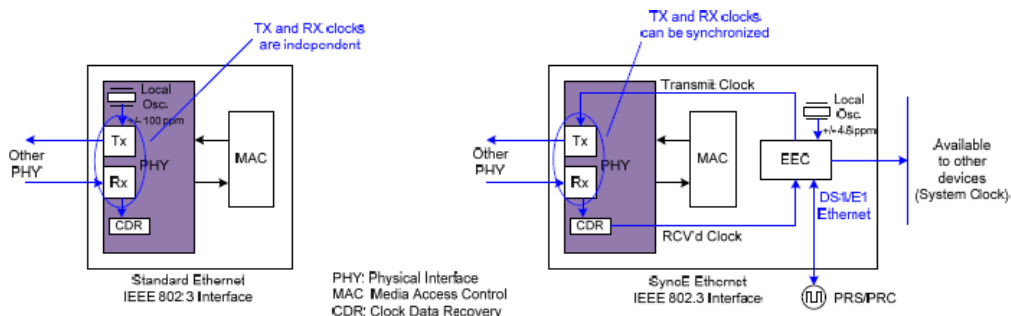 TX and RX clocks
are independent
Local
Osc.
+/- 100 ppm
Tx
Other
PHY
PHY
Rx
CDR
MAC
Standard Ethernet
IEEE 802.3 Interface
PHY: Physical Interface
MAC: Media Access Control
CDR: Clock Data Recovery
TX and RX clocks
can be synchronized
Transmit Clock
Local
Osc.
+/-4.6ppm
Tx
Other
PHY
PHY
Rx
CDR
MAC
EEC
RCV'd Clock
DS1/E1
Ethernet
Available
to other
devices
(System Clock)
SyncE Ethernet
IEEE 802.3 Interface
PRS/PRC